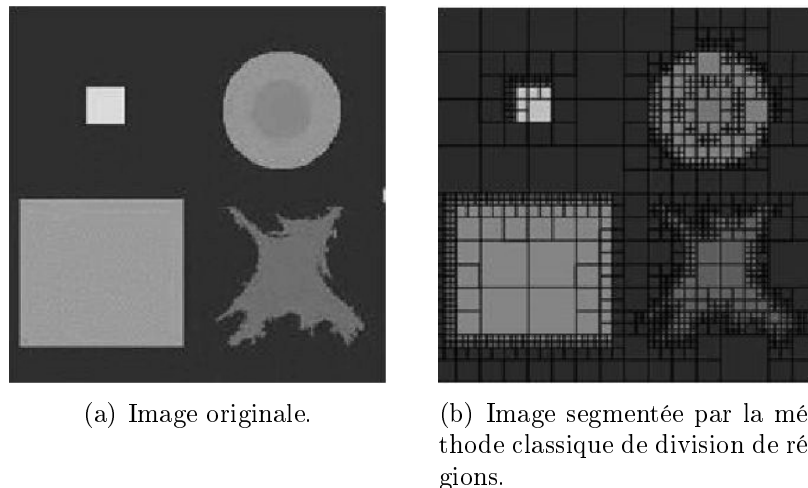 (a) Image originale.
(b) Image segmentée par la mé
thode classique de division de ré
gions.